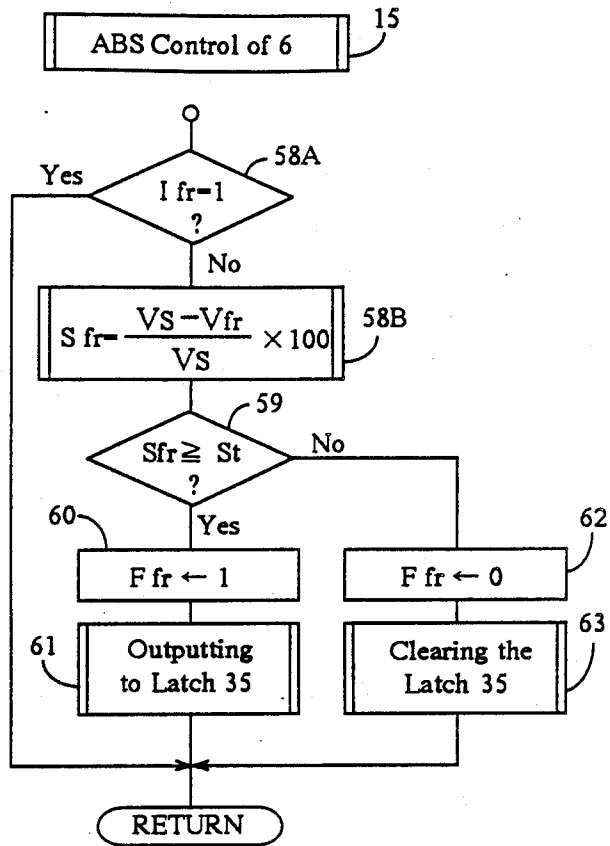 ABS Control of 6
15
58A
Yes
I fr=1
?
No
S fr= VS−Vfr / VS ×100
58B
59
Sfr≧ St
?
No
60
Yes
62
F fr ← 1
F fr ← 0
61
Outputting
to Latch 35
63
Clearing the
Latch 35
RETURN